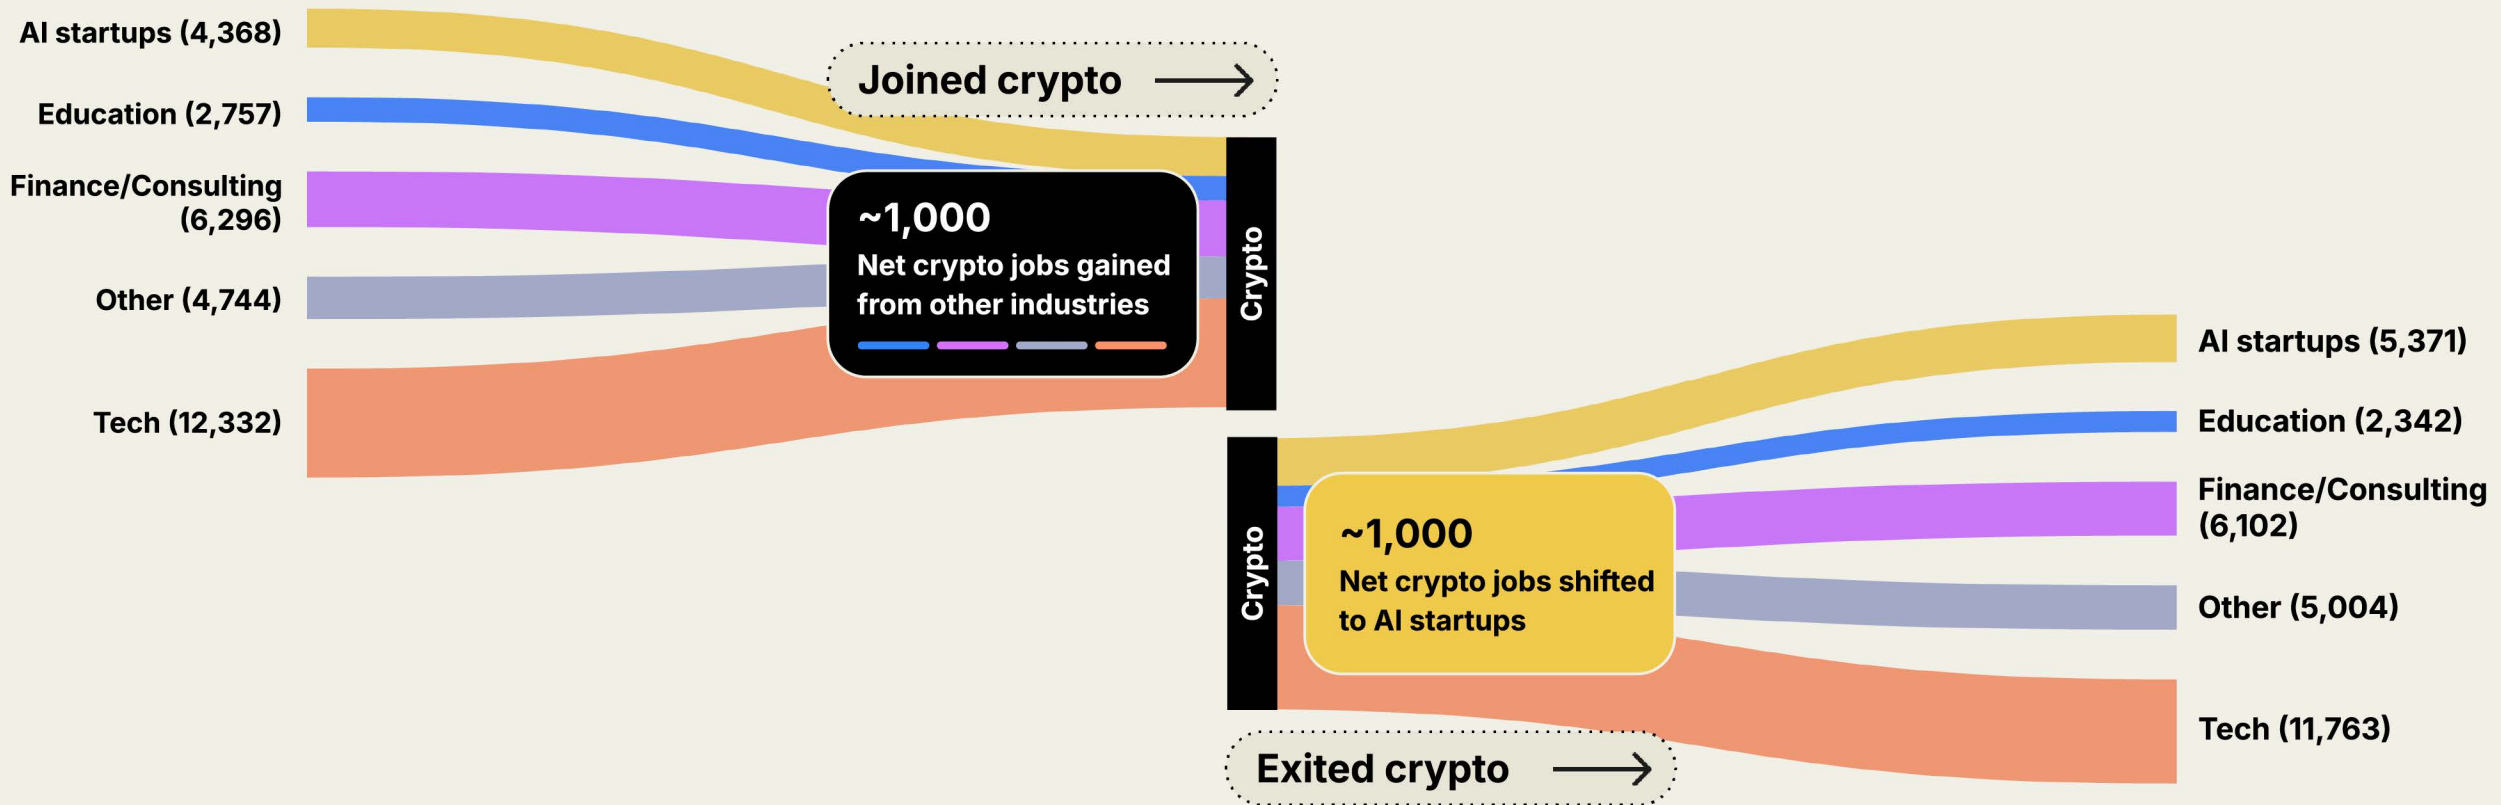 AI startups (4,368)
Education (2,757)
Finance/Consulting
(6,296)
Other (4,744)
Tech (12,332)
Joined crypto
~1,000
Net crypto jobs gained
from other industries
Crypto
Crypto
~1,000
Net crypto jobs shifted
to AI startups
Exited crypto
AI startups (5,371)
Education (2,342)
Finance/Consulting
(6,102)
Other (5,004)
Tech (11,763)